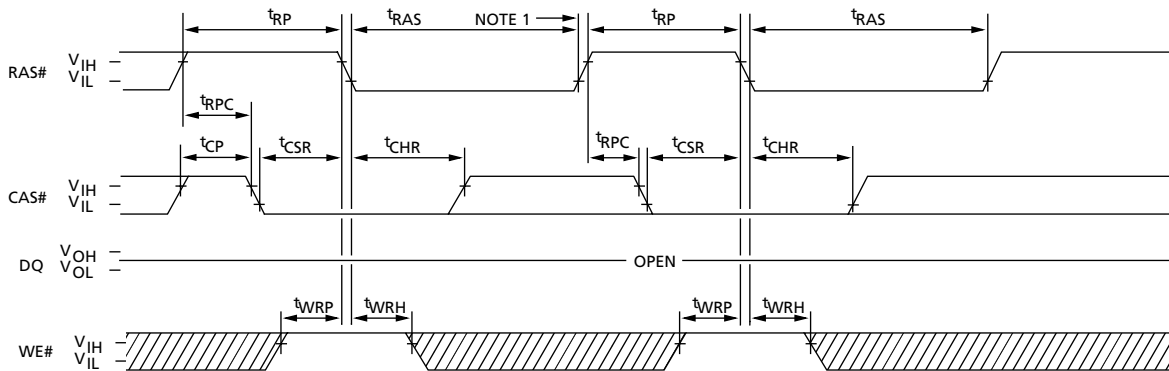 tRP tRAS NOTE 1 tRP tRAS
RAS# VIH
VIL
tRPC
tCP tCSR tCHR tRPC tCSR tCHR
CAS# VIH
VIL
DQ VOH
VOL
OPEN
tWRP tWRH tWRP tWRH
WE# VIH
VIL